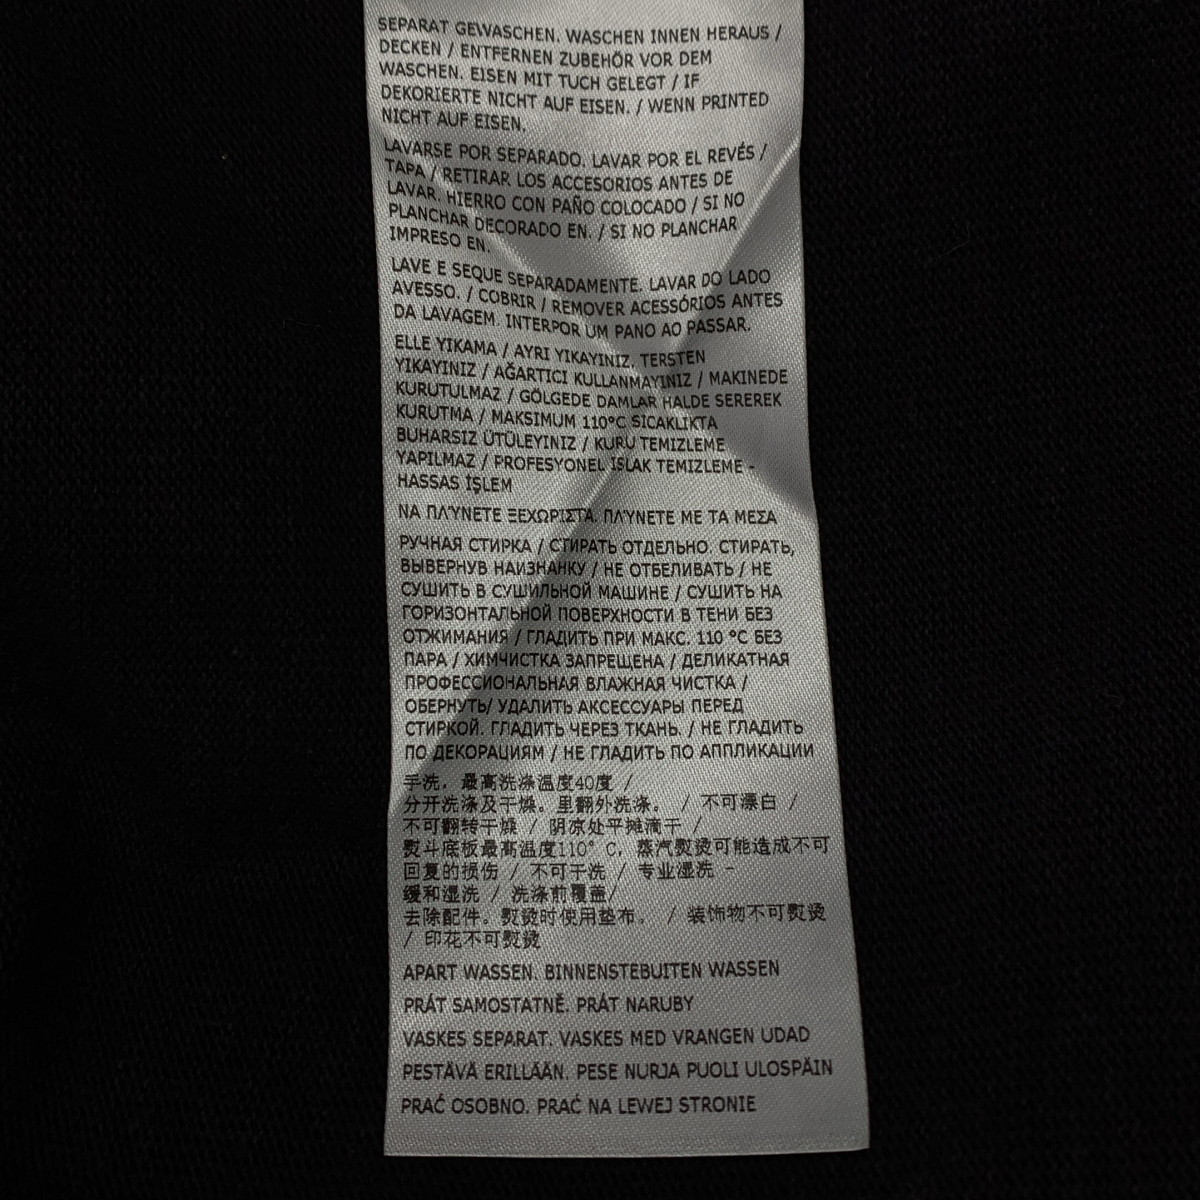 SEPARAT GEWASCHEN. WASCHEN INNEN HERAUS /
DECKEN / ENTFERNEN ZUBEHÖR VOR DEM
WASCHEN. EISEN MIT TUCH GELEGT / IF
DEKORIERTE NICHT AUF EISEN. / WENN PRINTED
NICHT AUF EISEN.
LAVARSE POR SEPARADO. LAVAR POR EL REVÉS /
TAPA / RETIRAR LOS ACCESORIOS ANTES DE
LAVAR. HIERRO CON PAÑO COLOCADO / SI NO
PLANCHAR DECORADO EN. / SI NO PLANCHAR
IMPRESO EN.
LAVE E SEQUE SEPARADAMENTE. LAVAR DO LADO
AVESSO. / COBRIR / REMOVER ACESSÓRIOS ANTES
DA LAVAGEM. INTERPOR UM PANO AO PASSAR.
ELLE YIKAMA / AYRI YIKAYINIZ. TERSTEN
YIKAYINIZ / AĞARTICI KULLANMAYINIZ / MAKINEDE
KURUTULMAZ / GÖLGEDE DAMLAR HALDE SEREREK
KURUTMA / MAKSIMUM 110°C SICAKLIKTA
BUHARSIZ ÜTÜLEYINIZ / KURU TEMIZLEME
YAPILMAZ / PROFESYONEL ISLAK TEMIZLEME -
HASSAS İŞLEM
ΝΑ ΠΛΎΝΕΤΕ ΞΕΧΩΡΙΣΤΑ. ΠΛΎΝΕΤΕ ΜΕ ΤΑ ΜΕΣΑ
РУЧНАЯ СТИРКА / СТИРАТЬ ОТДЕЛЬНО. СТИРАТЬ,
ВЫВЕРНУВ НАИЗНАНКУ / НЕ ОТБЕЛИВАТЬ / НЕ
СУШИТЬ В СУШИЛЬНОЙ МАШИНЕ / СУШИТЬ НА
ГОРИЗОНТАЛЬНОЙ ПОВЕРХНОСТИ В ТЕНИ БЕЗ
ОТЖИМАНИЯ / ГЛАДИТЬ ПРИ МАКС. 110 °C БЕЗ
ПАРА / ХИМЧИСТКА ЗАПРЕЩЕНА / ДЕЛИКАТНАЯ
ПРОФЕССИОНАЛЬНАЯ ВЛАЖНАЯ ЧИСТКА /
ОБЕРНУТЬ/ УДАЛИТЬ АКСЕССУАРЫ ПЕРЕД
СТИРКОЙ. ГЛАДИТЬ ЧЕРЕЗ ТКАНЬ. / НЕ ГЛАДИТЬ
ПО ДЕКОРАЦИЯМ / НЕ ГЛАДИТЬ ПО АППЛИКАЦИИ
手洗，最高洗涤温度40度 /
分开洗涤及干燥。里翻外洗涤。 / 不可漂白 /
不可翻转干燥 / 阴凉处平摊滴干 /
熨斗底板最高温度110° C，蒸汽熨烫可能造成不可
回复的损伤 / 不可干洗 / 专业湿洗 -
缓和湿洗 / 洗涤前覆盖/
去除配件。熨烫时使用垫布。 / 装饰物不可熨烫
/ 印花不可熨烫
APART WASSEN. BINNENSTEBUITEN WASSEN
PRÁT SAMOSTATNĚ. PRÁT NARUBY
VASKES SEPARAT. VASKES MED VRANGEN UDAD
PESTÄVÄ ERILLÄÄN. PESE NURJA PUOLI ULOSPÄIN
PRAĆ OSOBNO. PRAĆ NA LEWEJ STRONIE